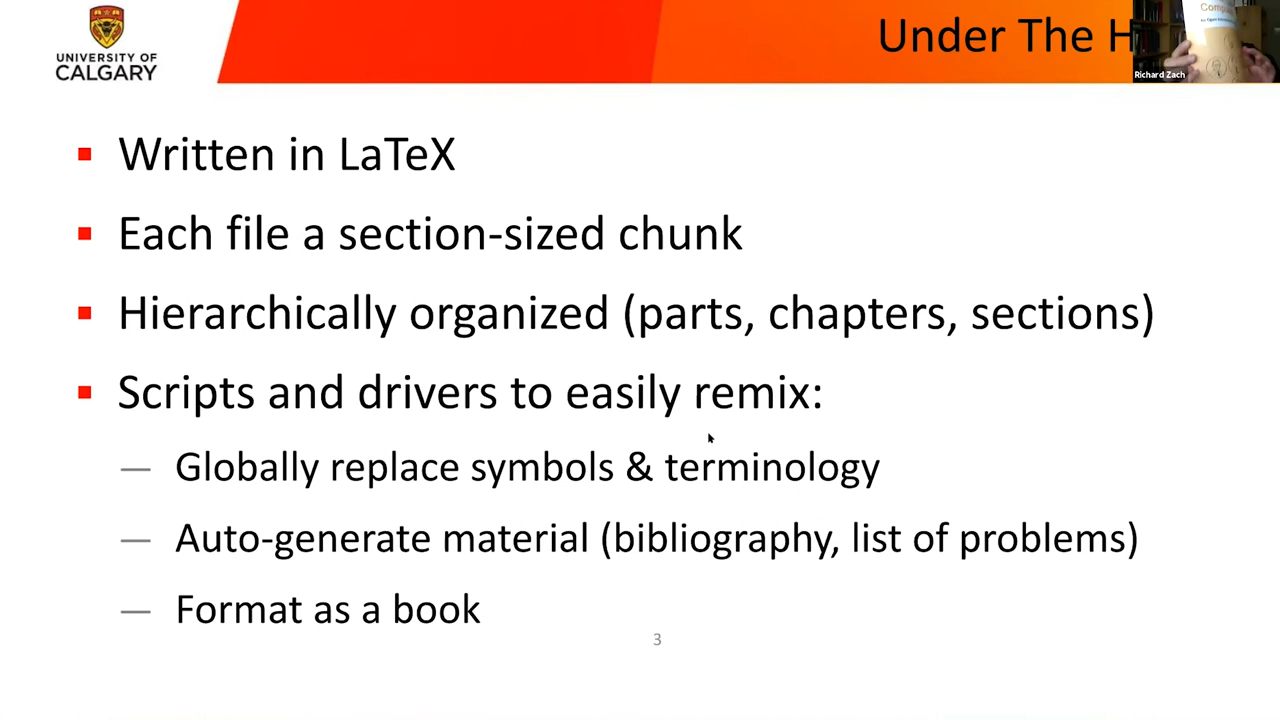 UNIVERSITY OF
CALGARY
Under The H
Richard Zach
▪ Written in LaTeX
▪ Each file a section-sized chunk
▪ Hierarchically organized (parts, chapters, sections)
▪ Scripts and drivers to easily remix:
— Globally replace symbols & terminology
— Auto-generate material (bibliography, list of problems)
— Format as a book
3